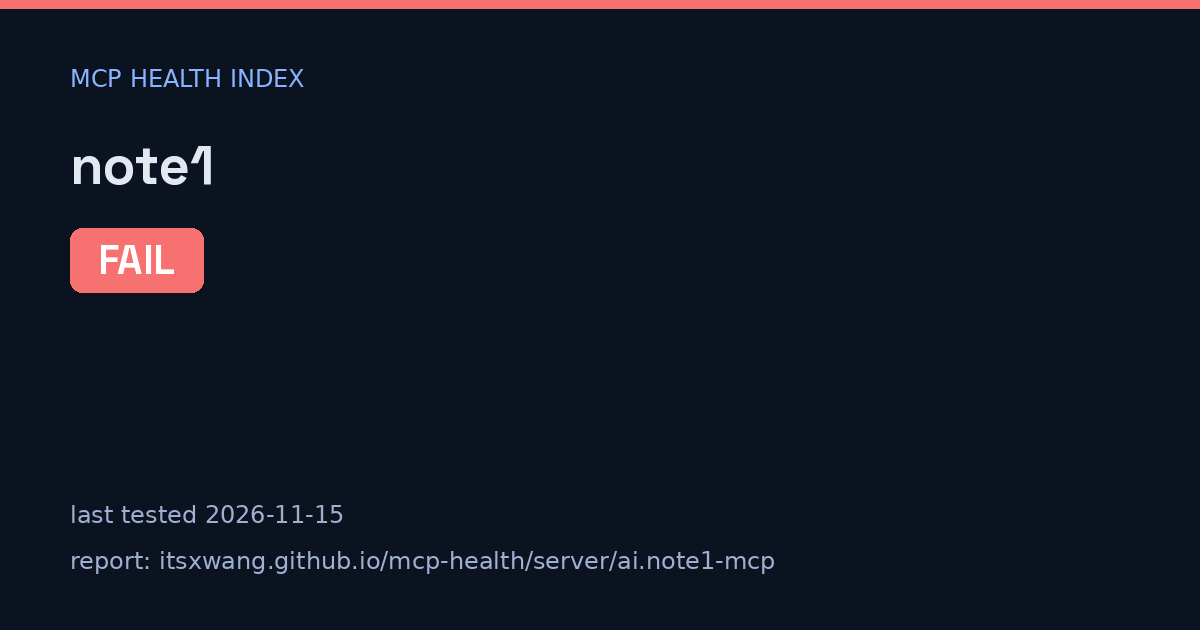 MCP HEALTH INDEX
note1
FAIL
last tested 2026-11-15
report: itsxwang.github.io/mcp-health/server/ai.note1-mcp